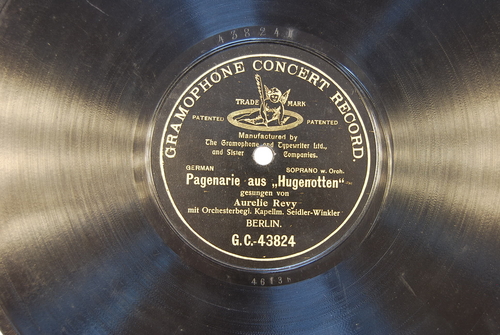 43824
GRAMOPHONE CONCERT RECORD.
TRADE MARK
PATENTED PATENTED
Manufactured by
The Gramophone and Typewriter Ltd.,
and Sister Companies.
GERMAN SOPRANO w. Orch.
Pagenarie aus „Hugenotten“
gesungen von
Aurelie Revy
mit Orchesterbegl. Kapellm. Seidler-Winkler
BERLIN.
G.C.-43824